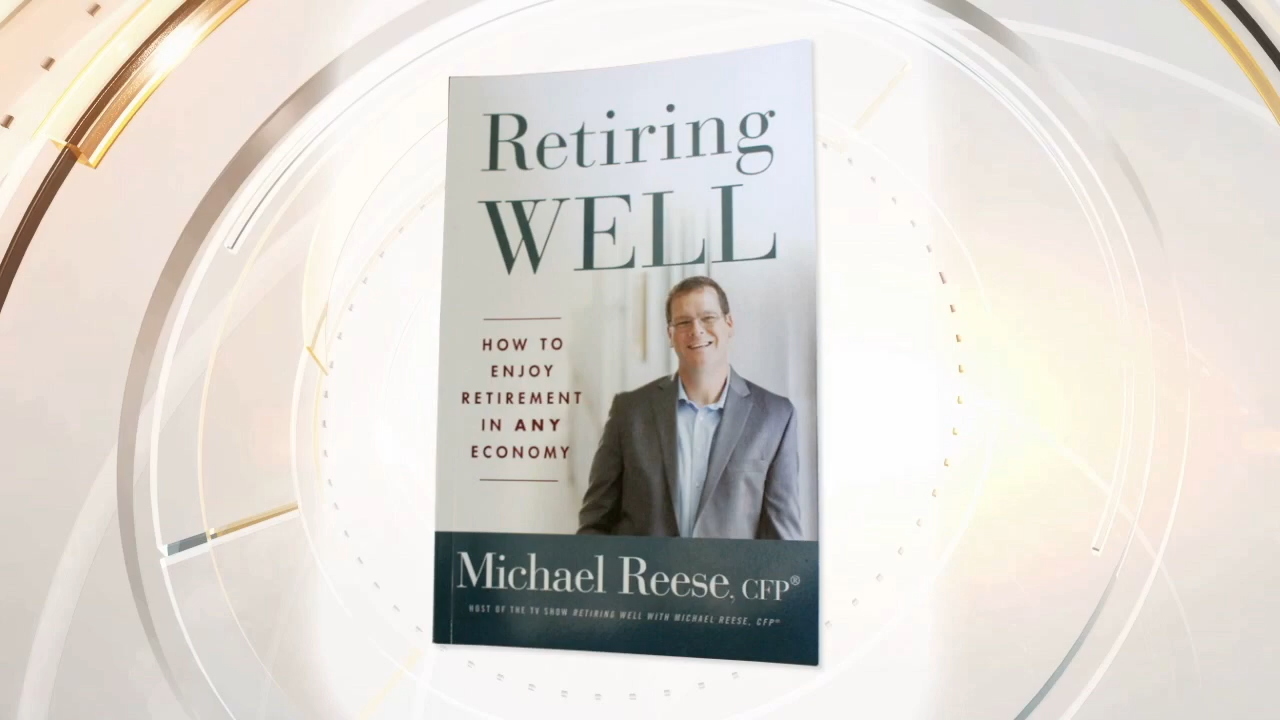 Retiring
WELL
HOW TO
ENJOY
RETIREMENT
IN ANY
ECONOMY
Michael Reese, CFP®
HOST OF THE TV SHOW RETIRING WELL WITH MICHAEL REESE, CFP®